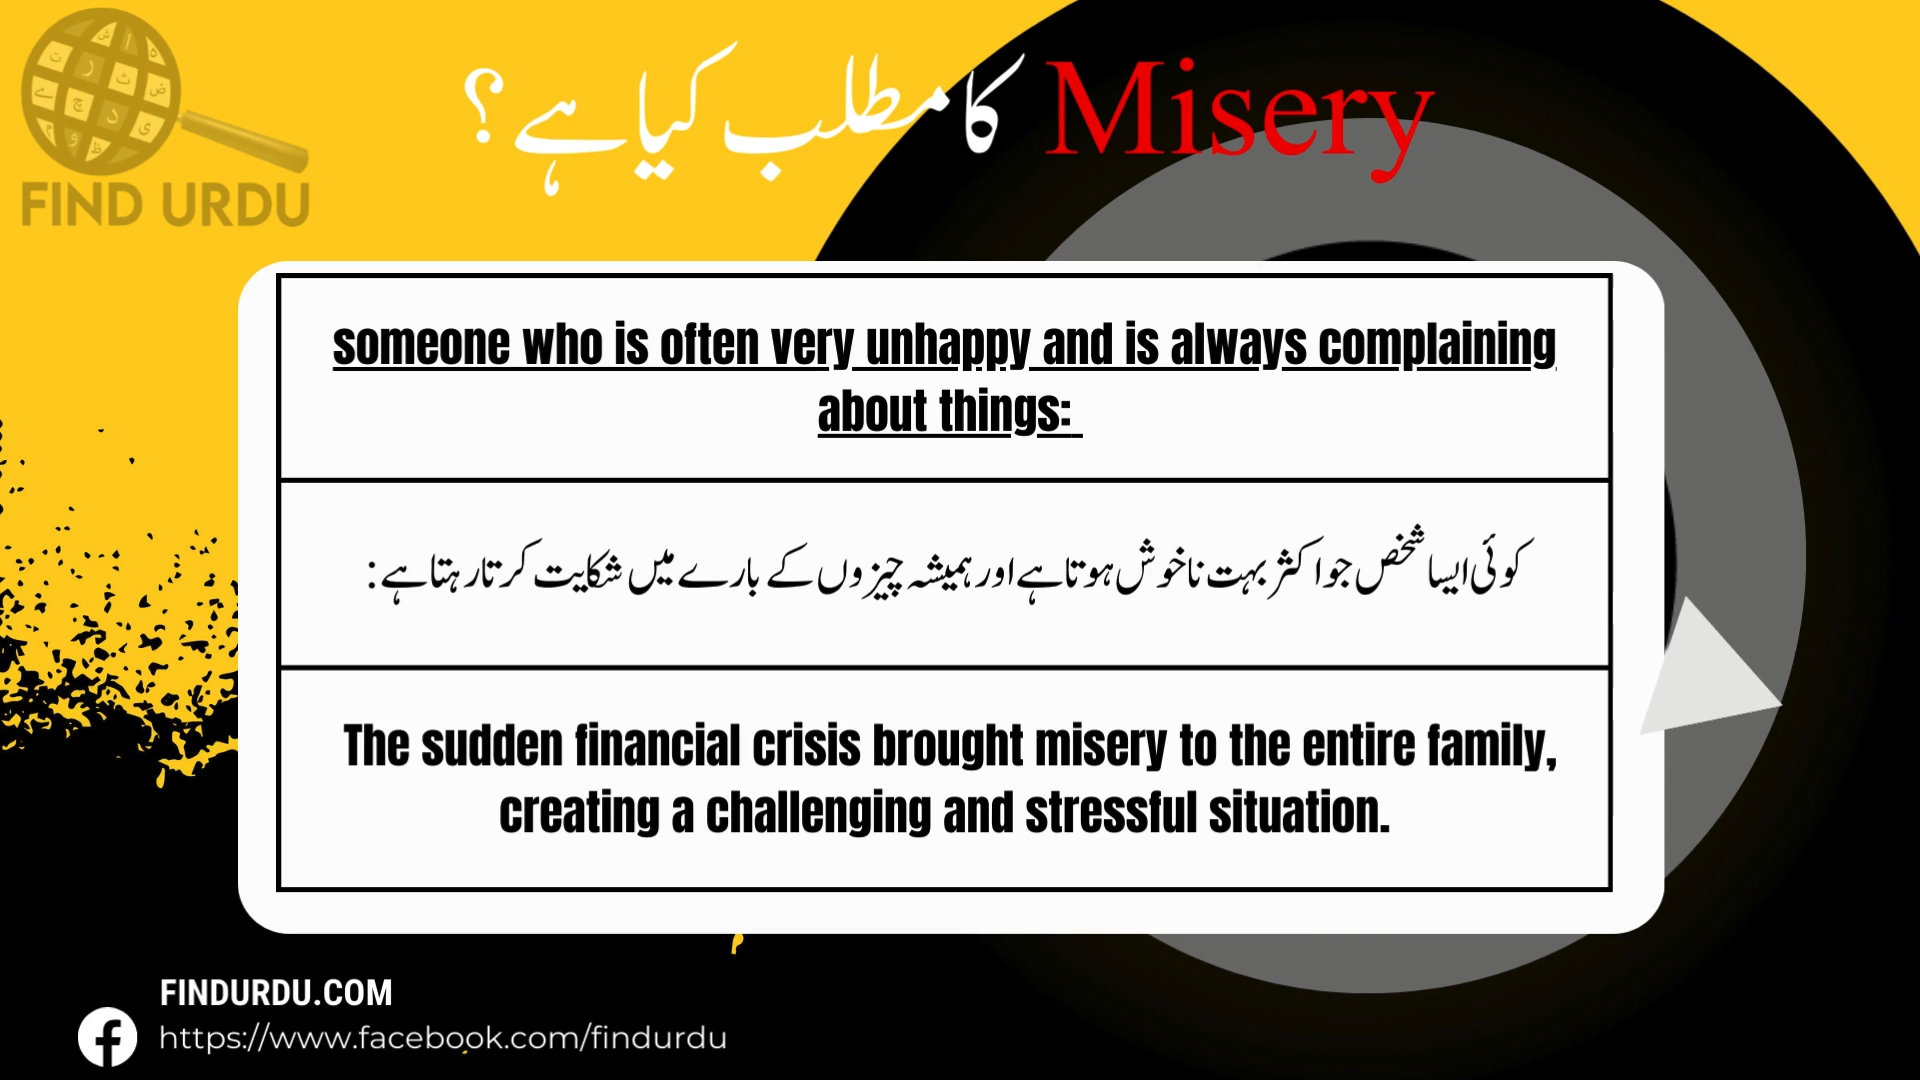 FIND URDU
Misery کا مطلب کیا ہے؟
someone who is often very unhappy and is always complaining
about things:
کوئی ایسا شخص جو اکثر بہت ناخوش ہوتا ہے اور ہمیشہ چیزوں کے بارے میں شکایت کرتا رہتا ہے:
The sudden financial crisis brought misery to the entire family,
creating a challenging and stressful situation.
FINDURDU.COM
https://www.facebook.com/findurdu